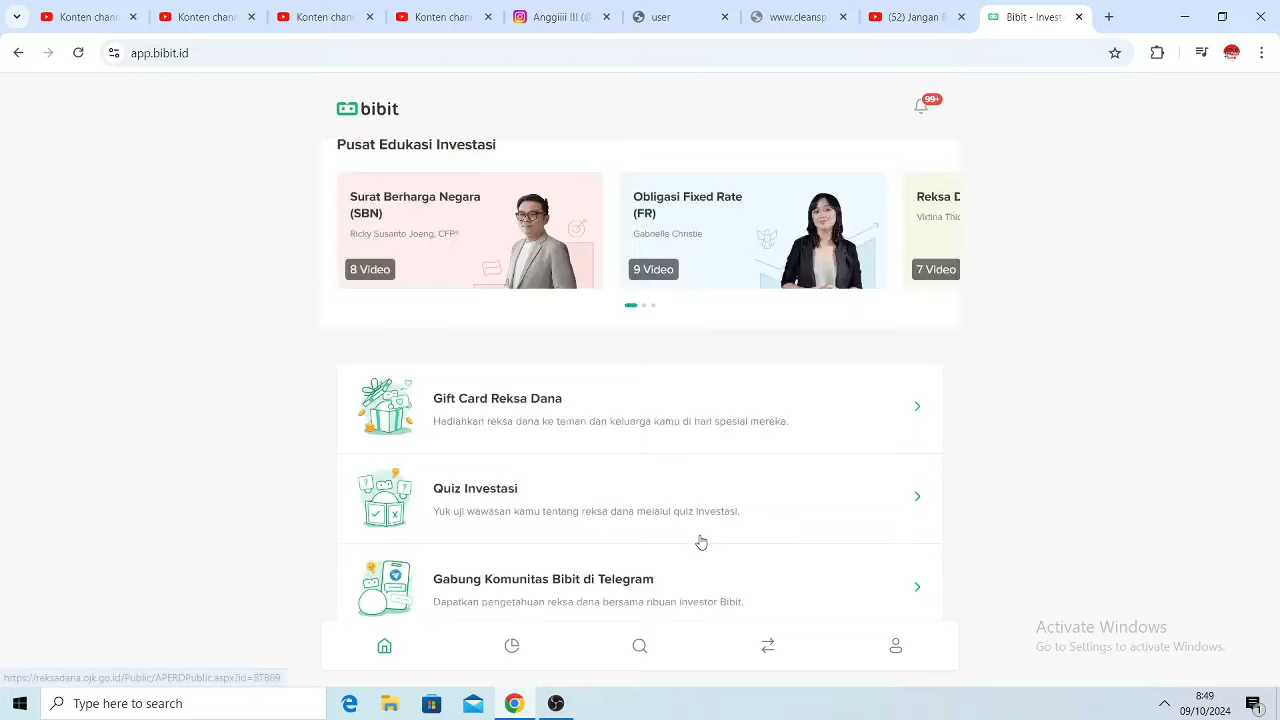 Konten chan
Konten chan
Konten chan
Konten chan
Anggiiii III (@
user
www.cleansp
(52) Jangan B
Bibit - Invest
app.bibit.id
bibit
99+
Pusat Edukasi Investasi
Surat Berharga Negara
(SBN)
Ricky Susanto Joeng, CFP®
8 Video
Obligasi Fixed Rate
(FR)
Gabrielle Christie
9 Video
Reksa D
7 Video
Gift Card Reksa Dana
Hadiahkan reksa dana ke teman dan keluarga kamu di hari spesial mereka.
Quiz Investasi
Yuk uji wawasan kamu tentang reksa dana melalui quiz investasi.
Gabung Komunitas Bibit di Telegram
Dapatkan pengetahuan reksa dana bersama ribuan investor Bibit.
Activate Windows
Go to Settings to activate Windows.
https://reksadana.ojk.go.id/Public/APERDPublic.aspx?id=BTB69
Type here to search
8:49
09/10/2024
1